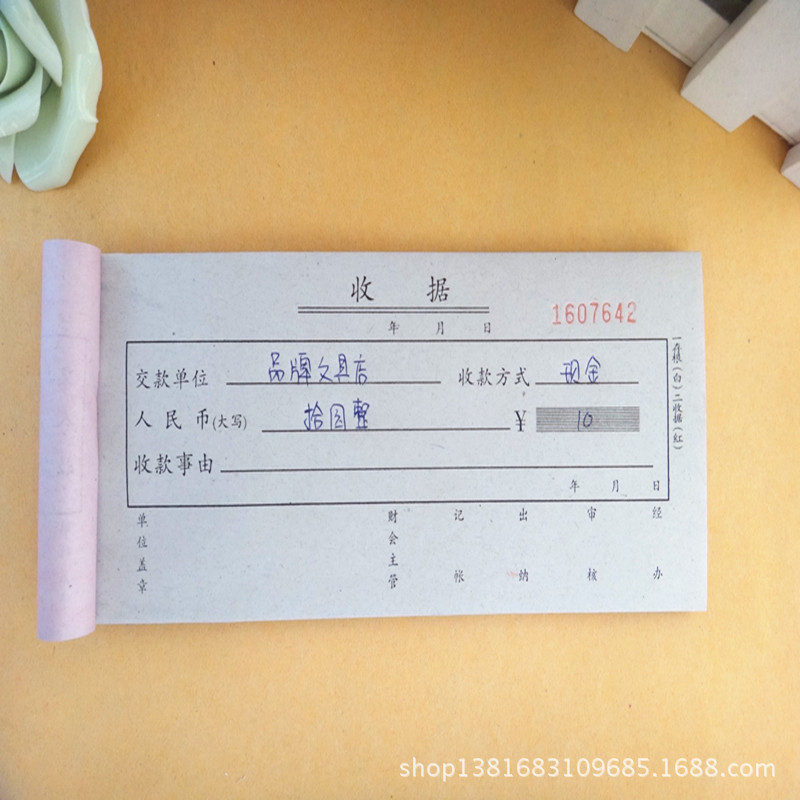 收据
年 月 日 1607642
交款单位 品牌文具店 收款方式 现金
人民币(大写) 拾圆整 ¥ 10
收款事由
年 月 日
单位盖章 财会主管 记帐 出纳 审核 经办
一存根(白)二收据(红)
shop1381683109685.1688.com